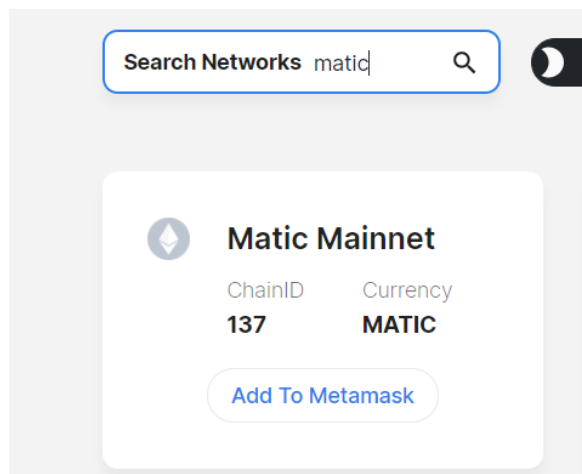 Search Networks matic
Matic Mainnet
ChainID Currency
137 MATIC
Add To Metamask